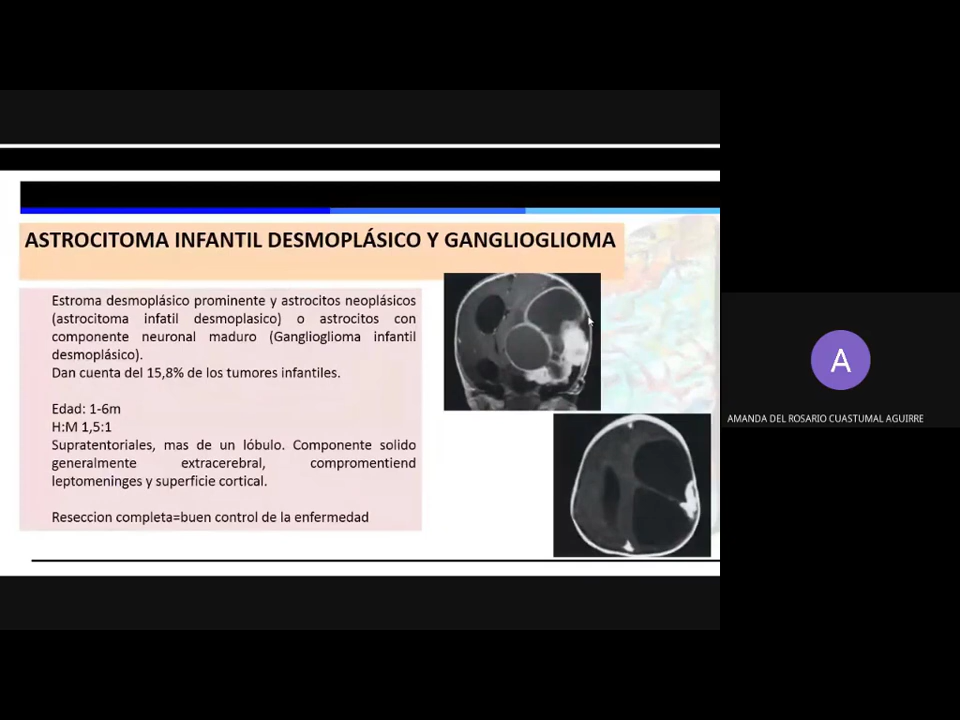 ASTROCITOMA INFANTIL DESMOPLÁSICO Y GANGLIOGLIOMA
Estroma desmoplásico prominente y astrocitos neoplásicos
(astrocitoma infatil desmoplasico) o astrocitos con
componente neuronal maduro (Ganglioglioma infantil
desmoplásico).
Dan cuenta del 15,8% de los tumores infantiles.
Edad: 1-6m
H:M 1,5:1
Supratentoriales, mas de un lóbulo. Componente solido
generalmente extracerebral, compromentiend
leptomeninges y superficie cortical.
Reseccion completa=buen control de la enfermedad
A
AMANDA DEL ROSARIO CUASTUMAL AGUIRRE